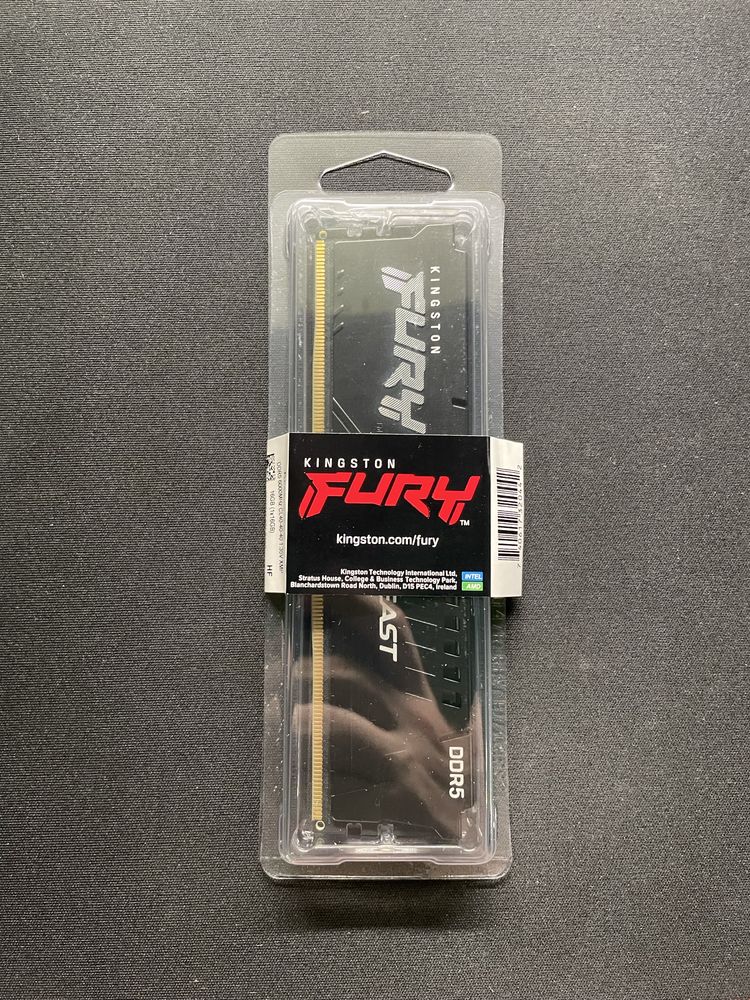 KINGSTON
FURY
KINGSTON
FURY
TM
kingston.com/fury
Kingston Technology International Ltd,
Stratus House, College & Business Technology Park,
Blanchardstown Road North, Dublin, D15 PEC4, Ireland
INTEL
AMD
16GB (1x16GB)
HF
DDR5